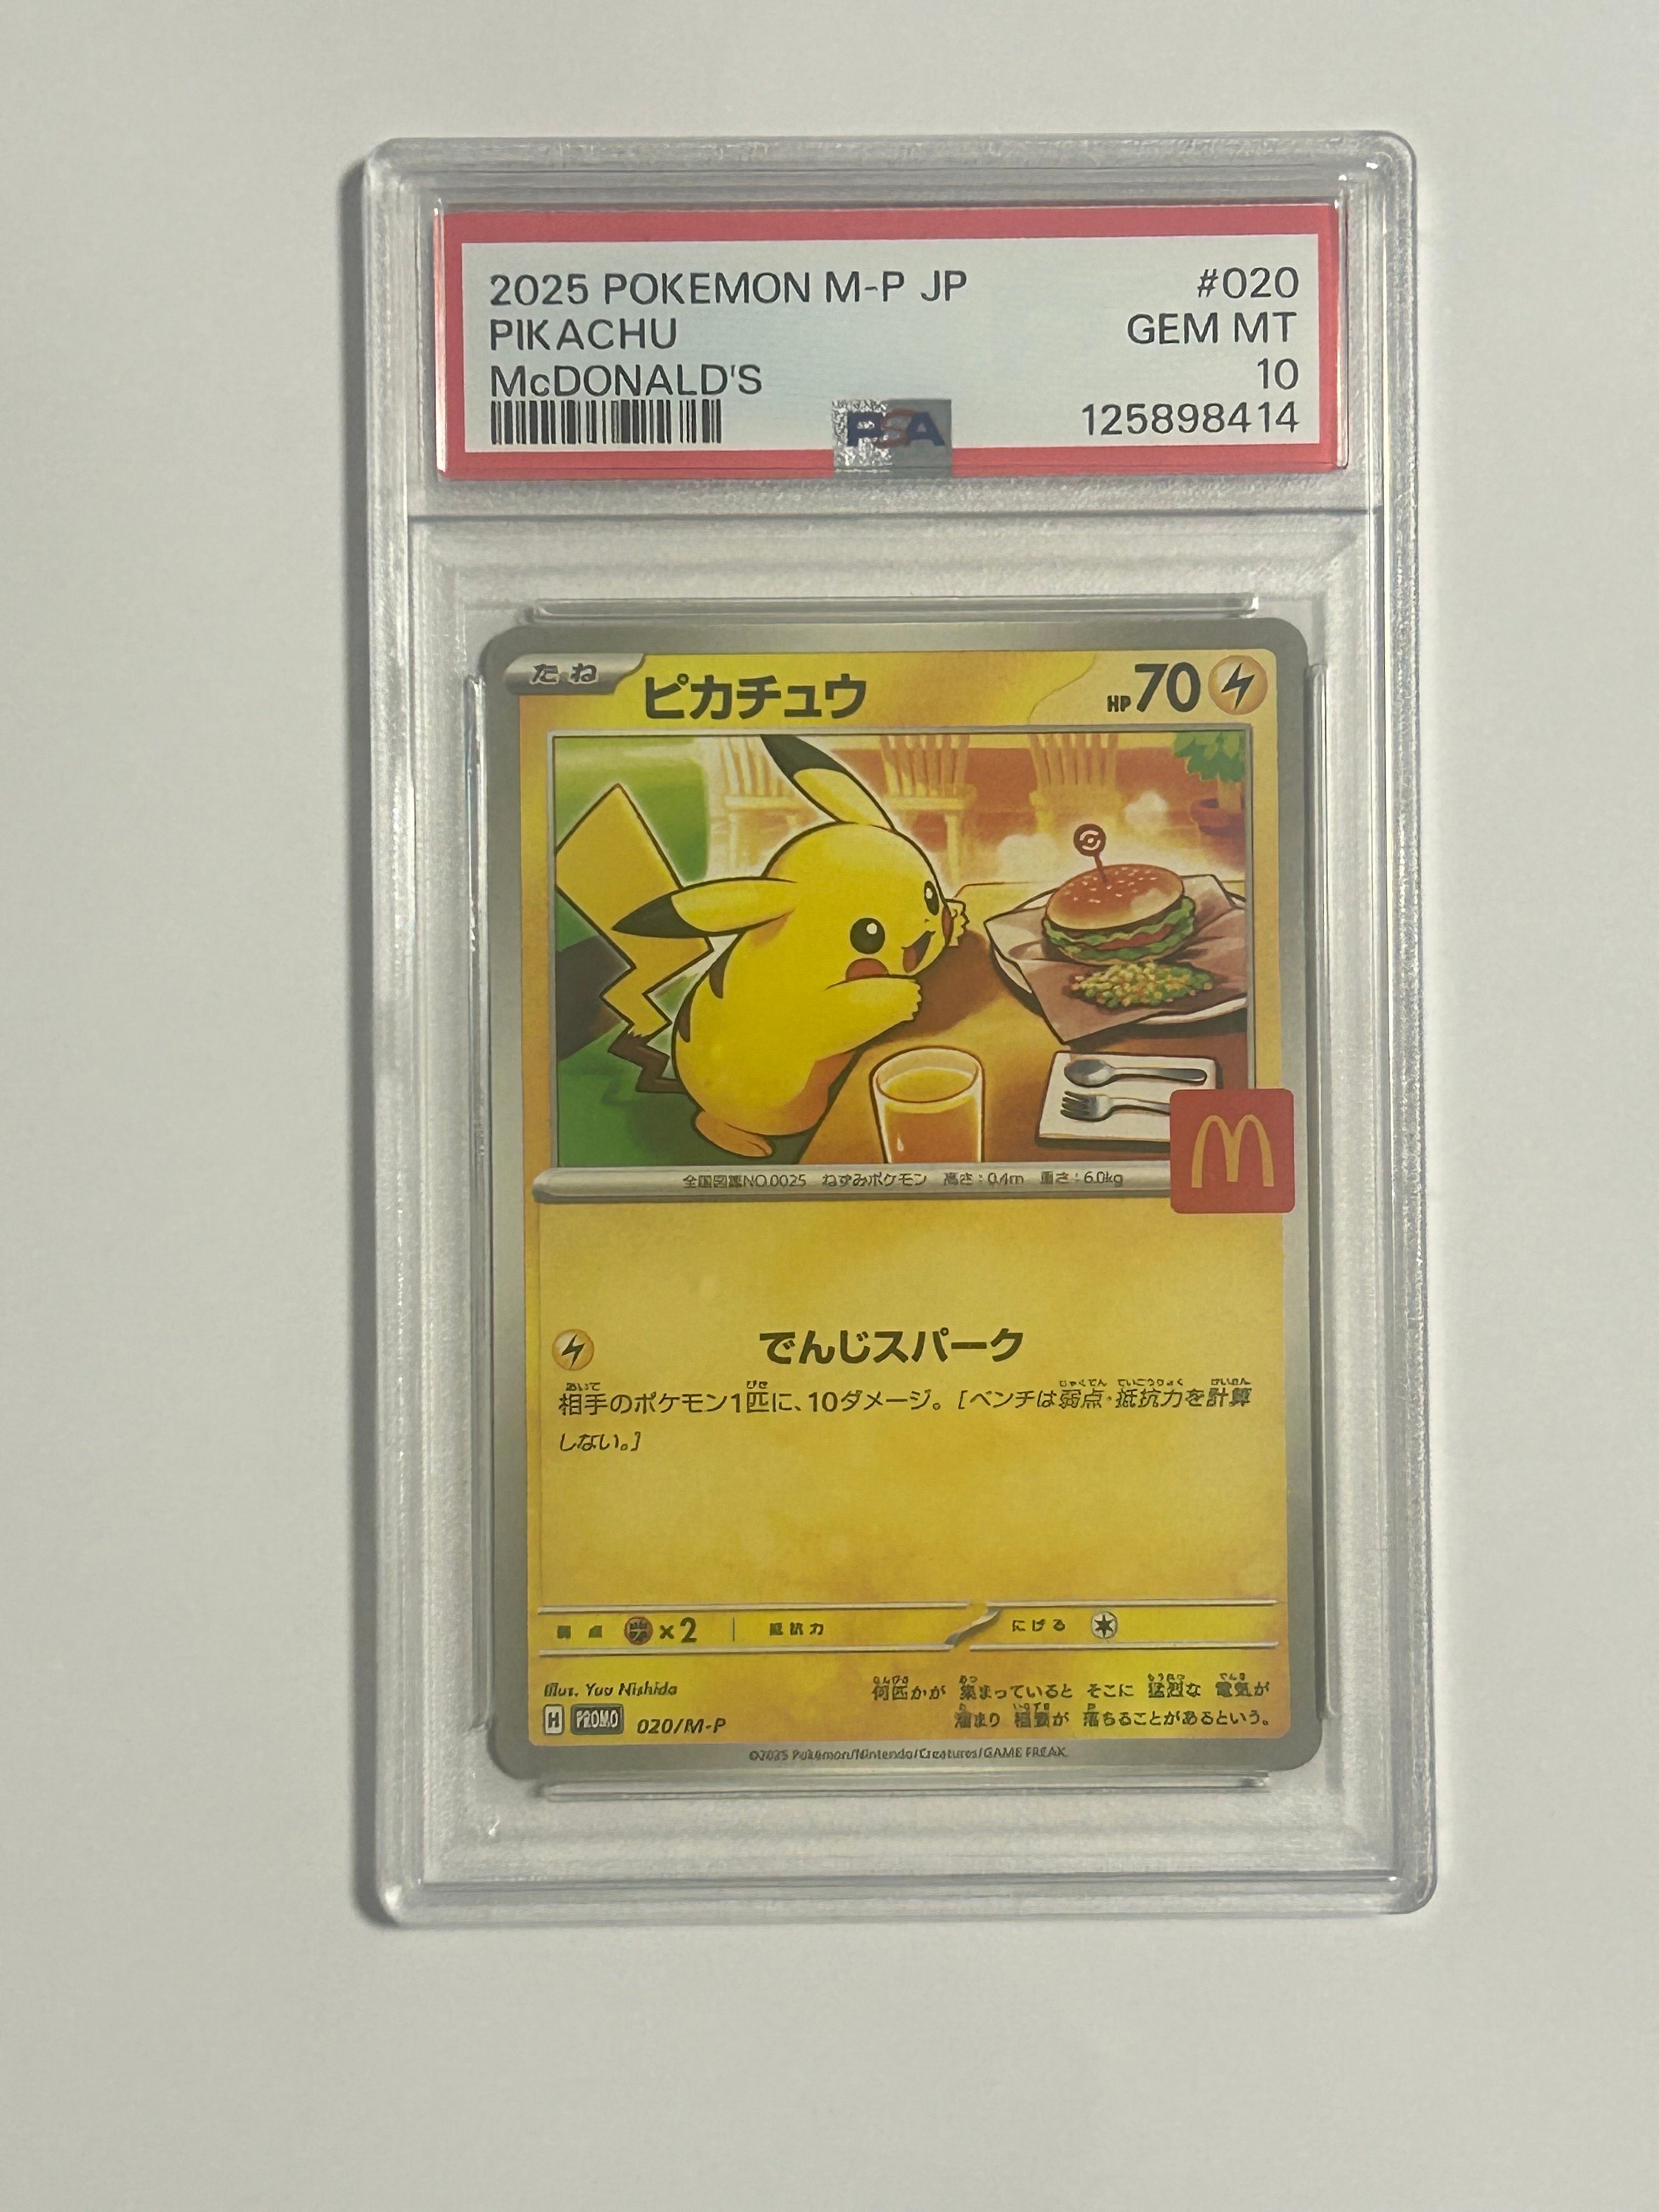 2025 POKEMON M-P JP #020
PIKACHU GEM MT
McDONALD'S 10
PSA 125898414
たね ピカチュウ HP70
全国図鑑NO.0025 ねずみポケモン 高さ:0.4m 重さ:6.0kg
でんじスパーク
相手のポケモン1匹に、10ダメージ。[ベンチは弱点・抵抗力を計算
しない。]
弱点 ×2 抵抗力 にげる
Illus. Yuu Nishida
何匹かが 集まっていると そこに 猛烈な 電気が
溜まり 稲妻が 落ちることがあるという。
H PROMO 020/M-P
©2025 Pokémon/Nintendo/Creatures/GAME FREAK.